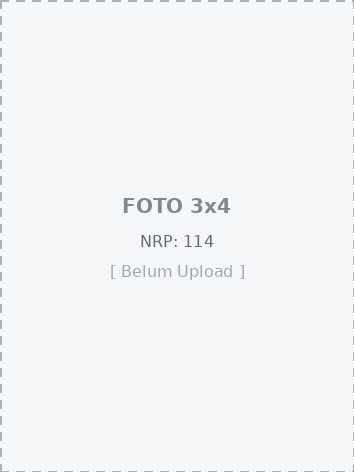 FOTO 3x4
NRP: 114
[ Belum Upload ]